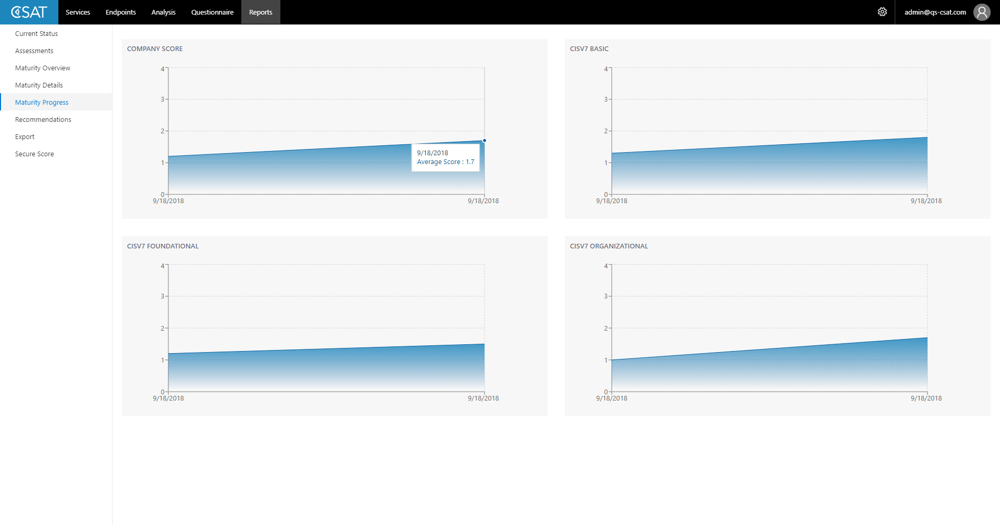 CSAT
Services Endpoints Analysis Questionnaire Reports
admin@qs-csat.com
Current Status
Assessments
Maturity Overview
Maturity Details
Maturity Progress
Recommendations
Export
Secure Score
COMPANY SCORE
4
3
2
1
0
9/18/2018
Average Score : 1.7
9/18/2018 9/18/2018
CISV7 BASIC
4
3
2
1
0
9/18/2018 9/18/2018
CISV7 FOUNDATIONAL
4
3
2
1
0
9/18/2018 9/18/2018
CISV7 ORGANIZATIONAL
4
3
2
1
0
9/18/2018 9/18/2018